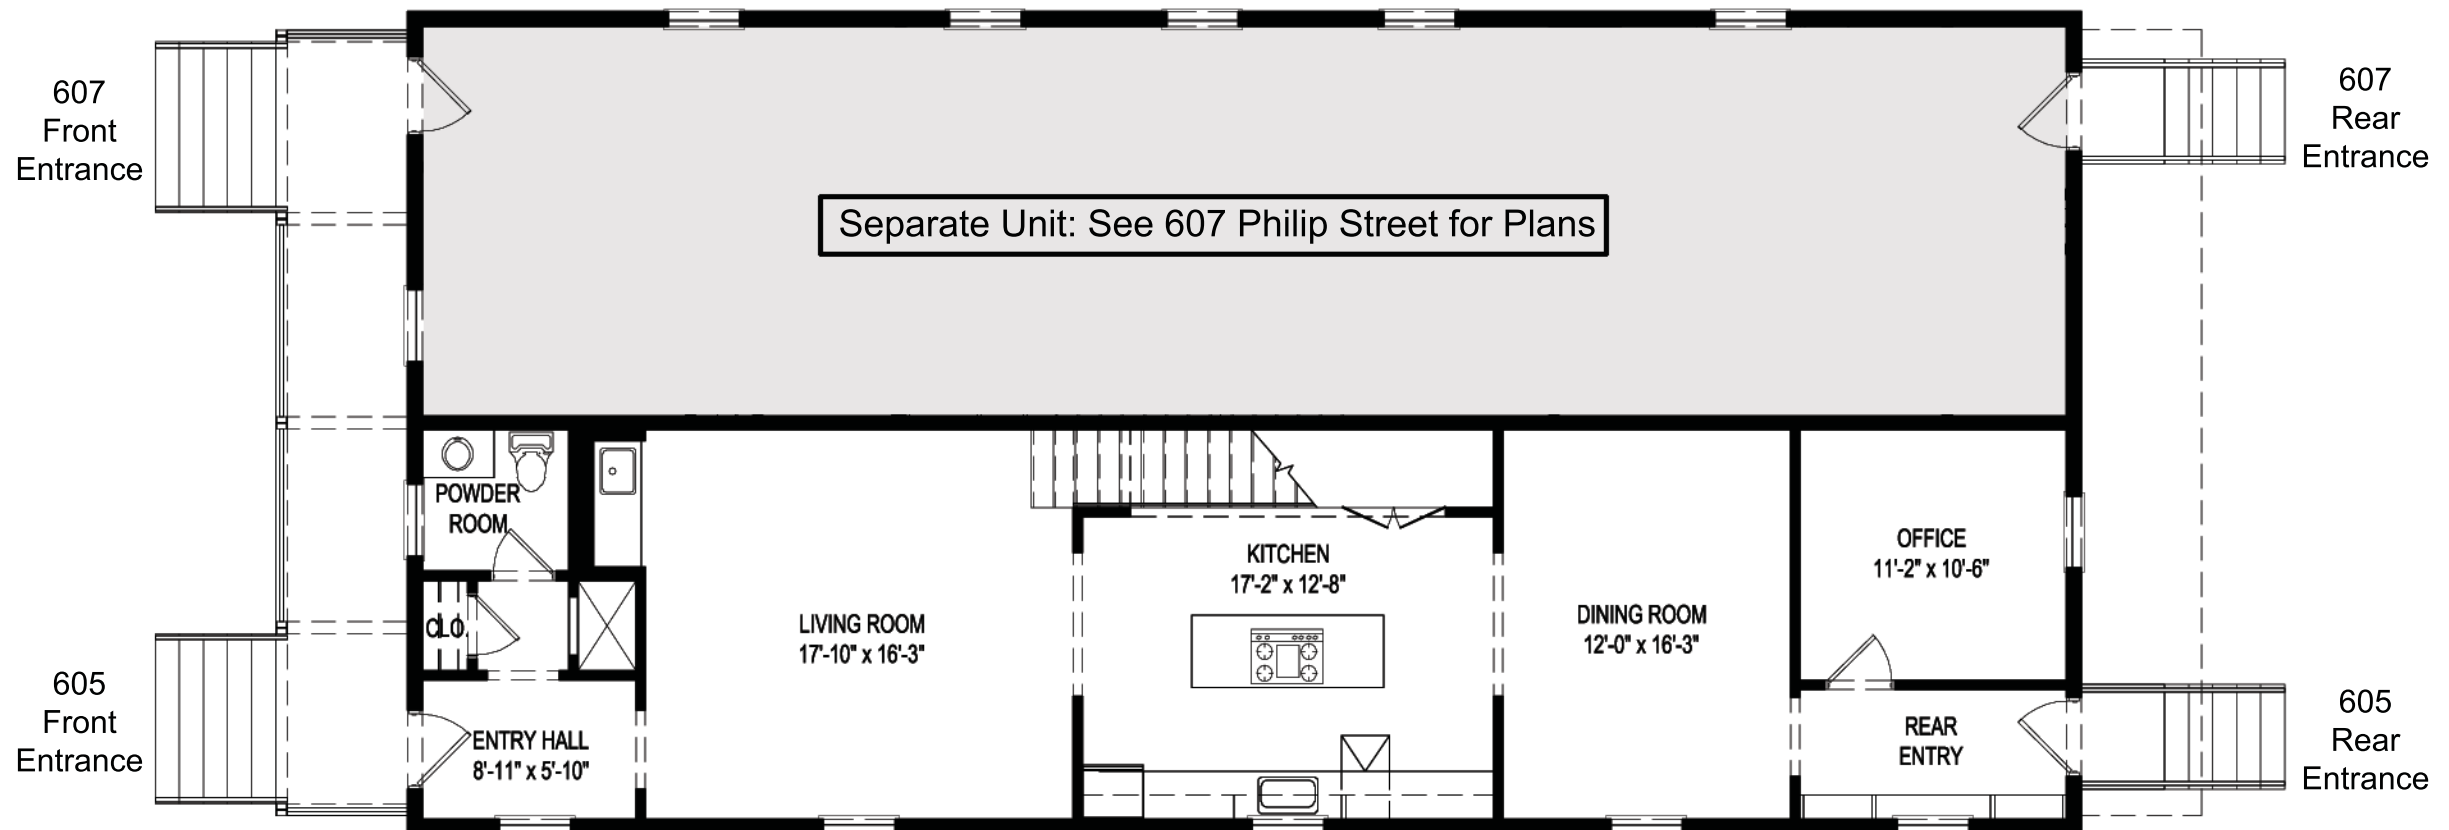 607
Front
Entrance
607
Rear
Entrance
Separate Unit: See 607 Philip Street for Plans
POWDER
ROOM
CLO.
ENTRY HALL
8'-11" x 5'-10"
LIVING ROOM
17'-10" x 16'-3"
KITCHEN
17'-2" x 12'-8"
DINING ROOM
12'-0" x 16'-3"
OFFICE
11'-2" x 10'-6"
REAR
ENTRY
605
Front
Entrance
605
Rear
Entrance